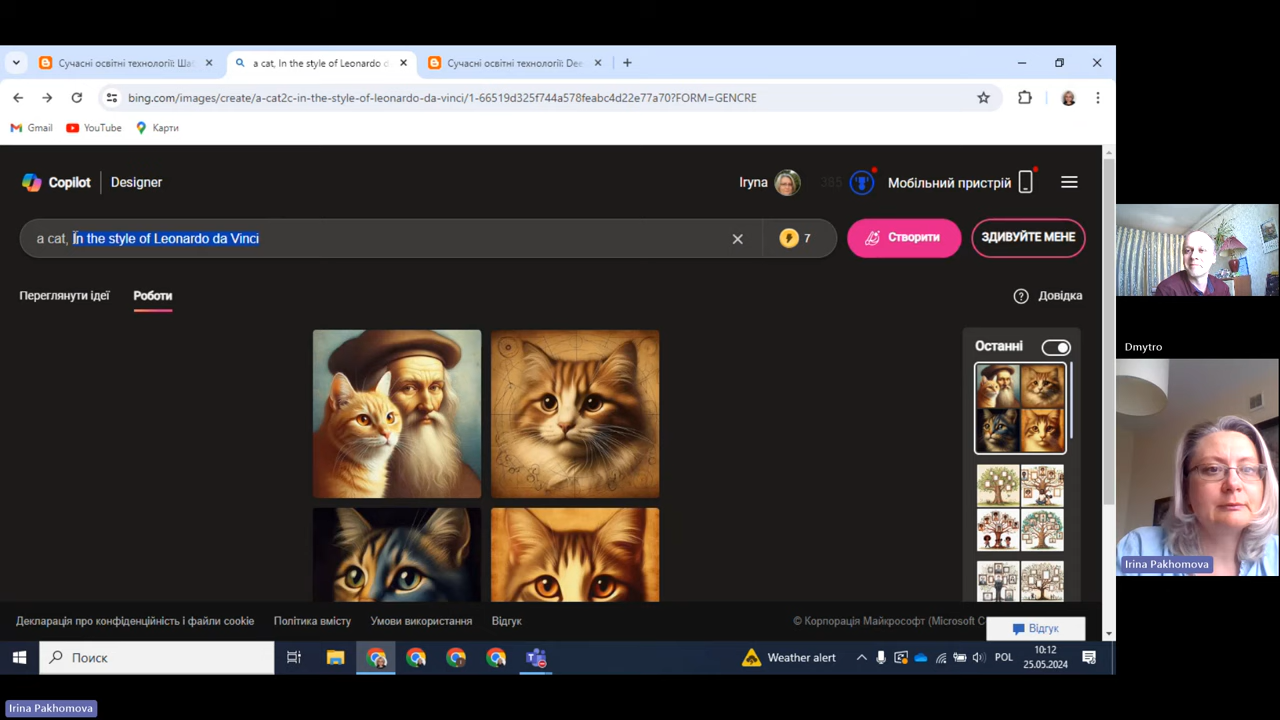 Сучасні освітні технології: Ша
a cat, In the style of Leonardo d
Сучасні освітні технології: Dee
bing.com/images/create/a-cat2c-in-the-style-of-leonardo-da-vinci/1-66519d325f744a578feabc4d22e77a70?FORM=GENCRE
Gmail
YouTube
Карти
Copilot
Designer
Iryna
385
Мобільний пристрій
a cat, In the style of Leonardo da Vinci
7
Створити
ЗДИВУЙТЕ МЕНЕ
Переглянути ідеї
Роботи
Довідка
Останні
Dmytro
Irina Pakhomova
Декларація про конфіденційність і файли cookie
Політика вмісту
Умови використання
Відгук
© Корпорація Майкрософт (Microsoft C
Відгук
Поиск
Weather alert
POL
10:12
25.05.2024
Irina Pakhomova